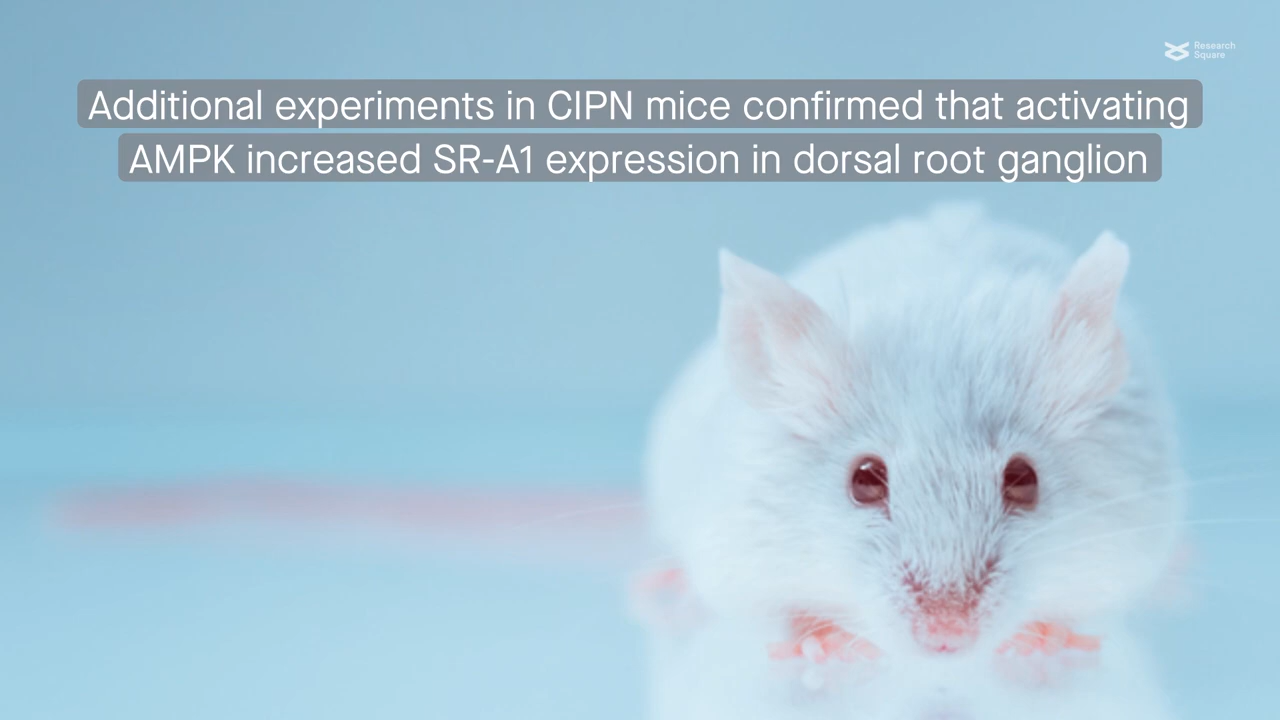 Research
Square
Additional experiments in CIPN mice confirmed that activating
AMPK increased SR-A1 expression in dorsal root ganglion